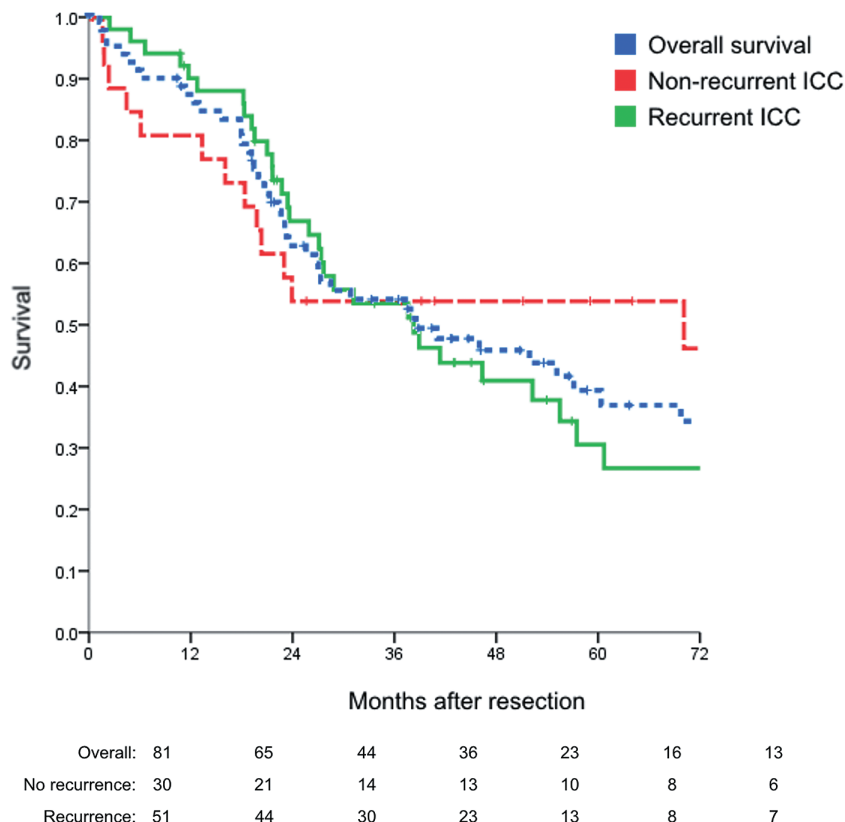 1.0
0.9
0.8
0.7
0.6
0.5
0.4
0.3
0.2
0.1
0.0
Survival
Overall survival
Non-recurrent ICC
Recurrent ICC
0 12 24 36 48 60 72
Months after resection
Overall: 81 65 44 36 23 16 13
No recurrence: 30 21 14 13 10 8 6
Recurrence: 51 44 30 23 13 8 7